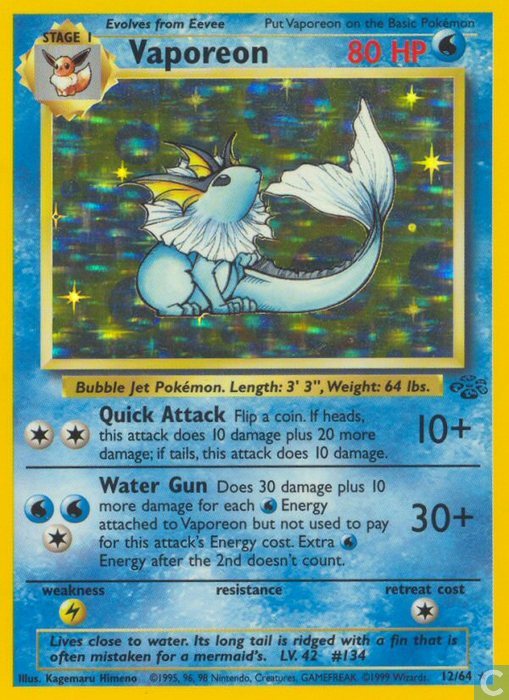 STAGE 1
Evolves from Eevee
Put Vaporeon on the Basic Pokémon
Vaporeon
80 HP
Bubble Jet Pokémon. Length: 3' 3", Weight: 64 lbs.
Quick Attack Flip a coin. If heads,
this attack does 10 damage plus 20 more
damage; if tails, this attack does 10 damage.
10+
Water Gun Does 30 damage plus 10
more damage for each Energy
attached to Vaporeon but not used to pay
for this attack's Energy cost. Extra
Energy after the 2nd doesn't count.
30+
weakness
resistance
retreat cost
Lives close to water. Its long tail is ridged with a fin that is
often mistaken for a mermaid's. LV. 42 #134
Illus. Kagemaru Himeno ©1995, 96, 98 Nintendo, Creatures, GAMEFREAK. ©1999 Wizards. 12/64 ★
C